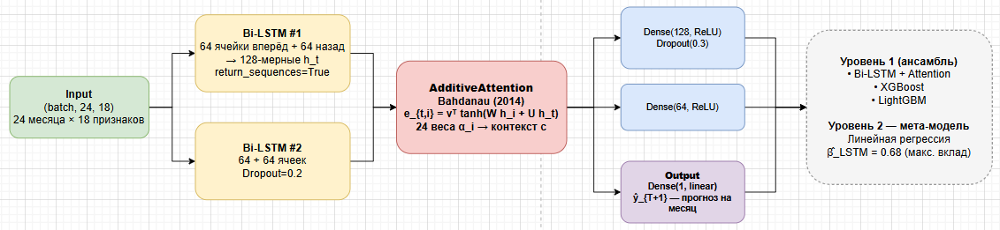 Input
(batch, 24, 18)
24 месяца × 18 признаков
Bi-LSTM #1
64 ячейки вперёд + 64 назад
→ 128-мерные h_t
return_sequences=True
Bi-LSTM #2
64 + 64 ячеек
Dropout=0.2
AdditiveAttention
Bahdanau (2014)
e_{t,i} = vᵀ tanh(W h_i + U h_t)
24 веса α_i → контекст c
Dense(128, ReLU)
Dropout(0.3)
Dense(64, ReLU)
Output
Dense(1, linear)
ŷ_{T+1} — прогноз на
месяц
Уровень 1 (ансамбль)
• Bi-LSTM + Attention
• XGBoost
• LightGBM
Уровень 2 — мета-модель
Линейная регрессия
β̂_LSTM = 0.68 (макс. вклад)